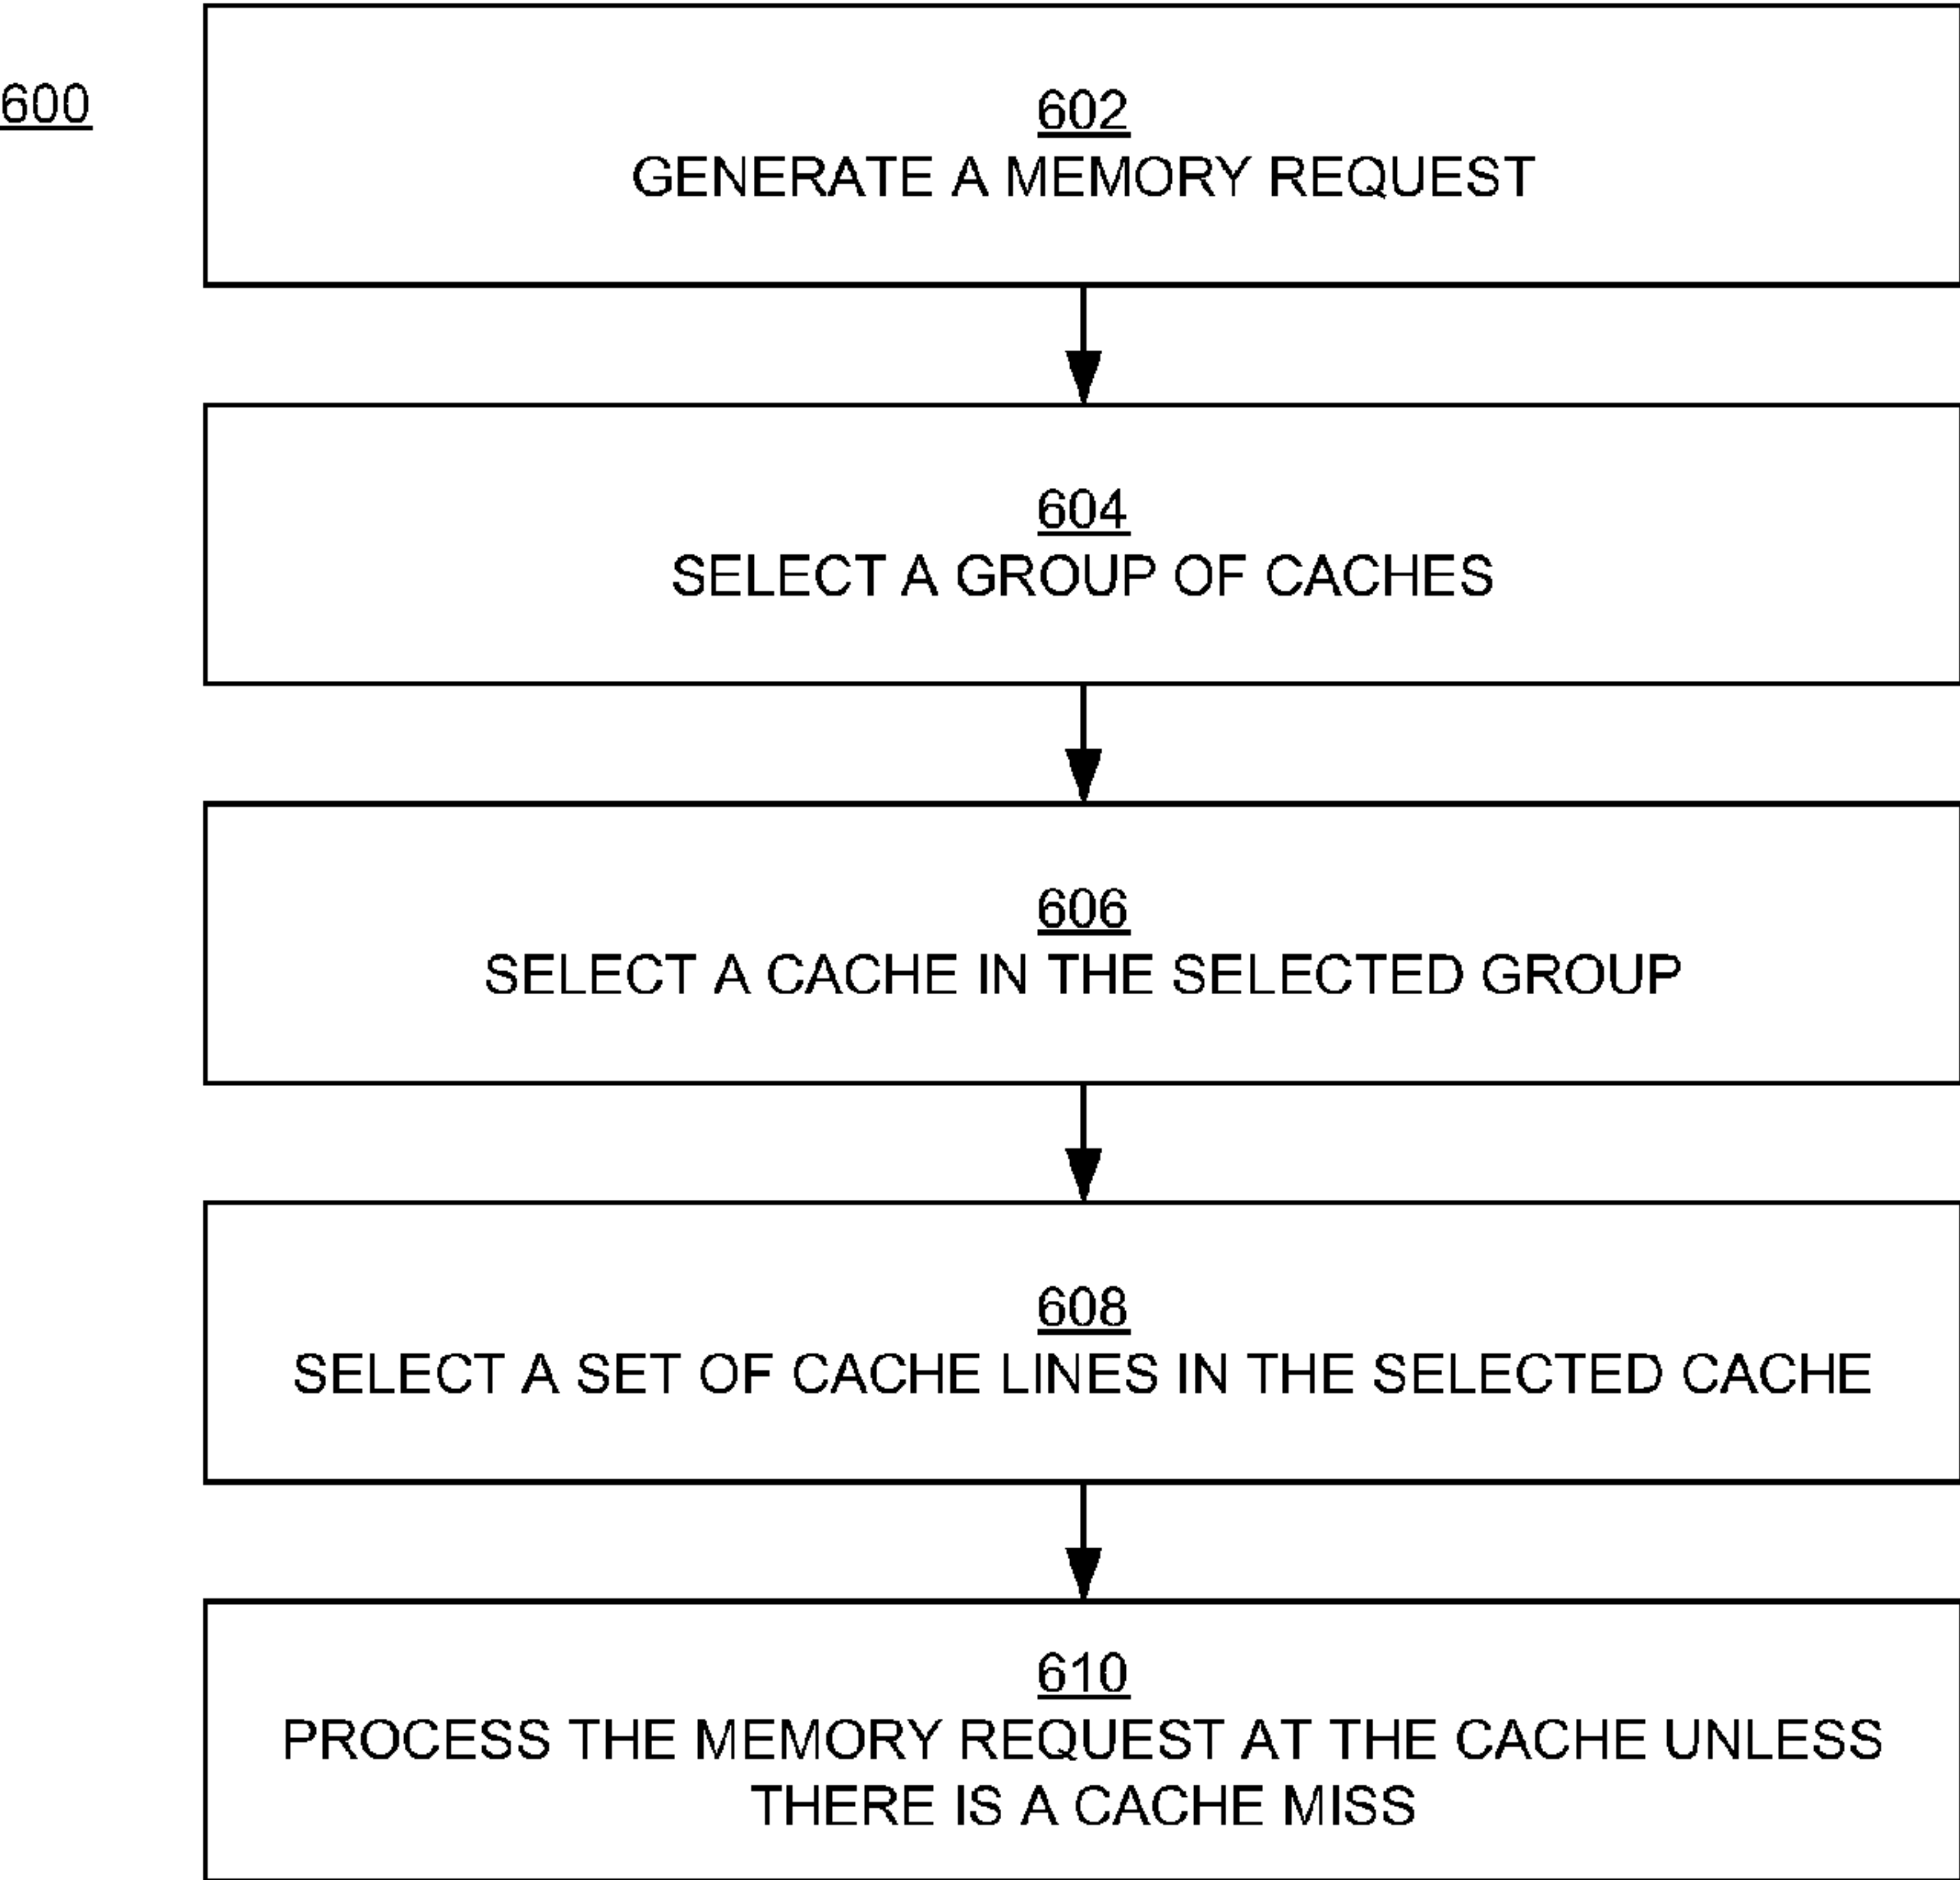 600
602
GENERATE A MEMORY REQUEST
604
SELECT A GROUP OF CACHES
606
SELECT A CACHE IN THE SELECTED GROUP
608
SELECT A SET OF CACHE LINES IN THE SELECTED CACHE
610
PROCESS THE MEMORY REQUEST AT THE CACHE UNLESS
THERE IS A CACHE MISS